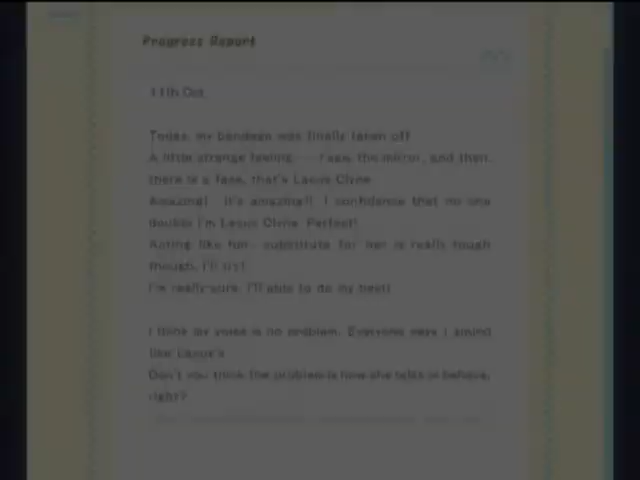 Progress Report
11th Oct.
Today, my bandage was finally taken off
A little strange feeling... I saw the mirror, and then,
there is a face, that's Lacus Clyne
Amazing! It's amazing!! I confidence that no one
doubts I'm Lacus Clyne. Perfect!
Acting like her, substitute for her is really tough
though, I'll try!
I'm really sure, I'll able to do my best!
I think my voice is no problem. Everyone says I sound
like Lacus's
Don't you think the problem is how she talks or behave,
right?